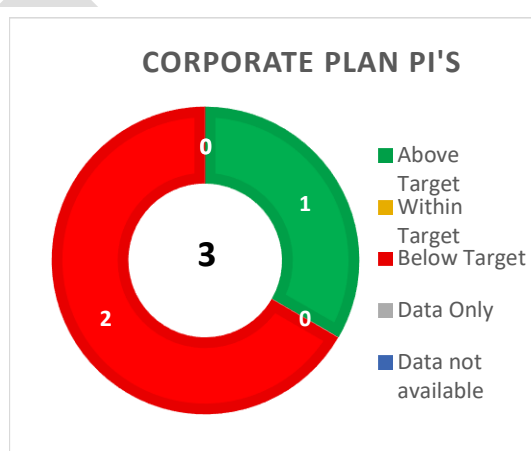 CORPORATE PLAN PI'S
0
1
3
2
0
Above
Target
Within
Target
Below Target
Data Only
Data not
available